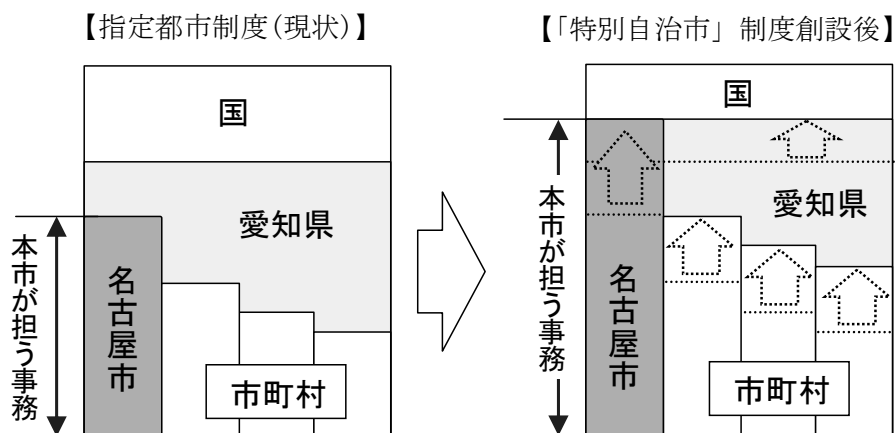 【指定都市制度(現状)】
国
愛知県
本市が担う事務
名古屋市
市町村
【「特別自治市」制度創設後】
国
愛知県
本市が担う事務
名古屋市
市町村